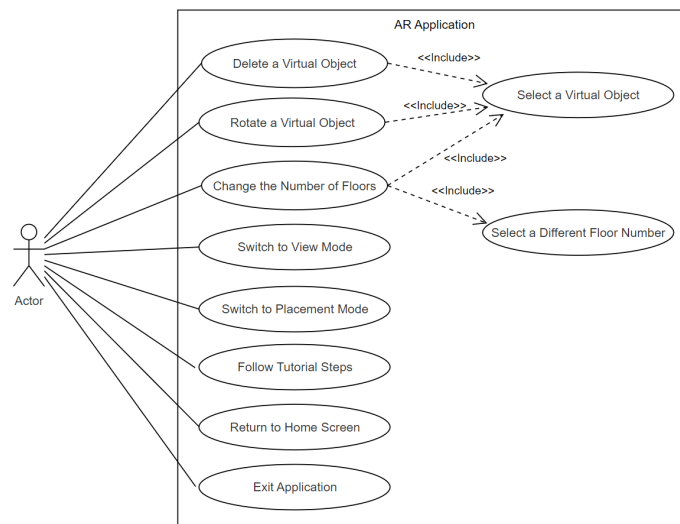 AR Application
Delete a Virtual Object
<<Include>>
Select a Virtual Object
Rotate a Virtual Object
<<Include>>
<<Include>>
Change the Number of Floors
<<Include>>
Select a Different Floor Number
Switch to View Mode
Actor
Switch to Placement Mode
Follow Tutorial Steps
Return to Home Screen
Exit Application